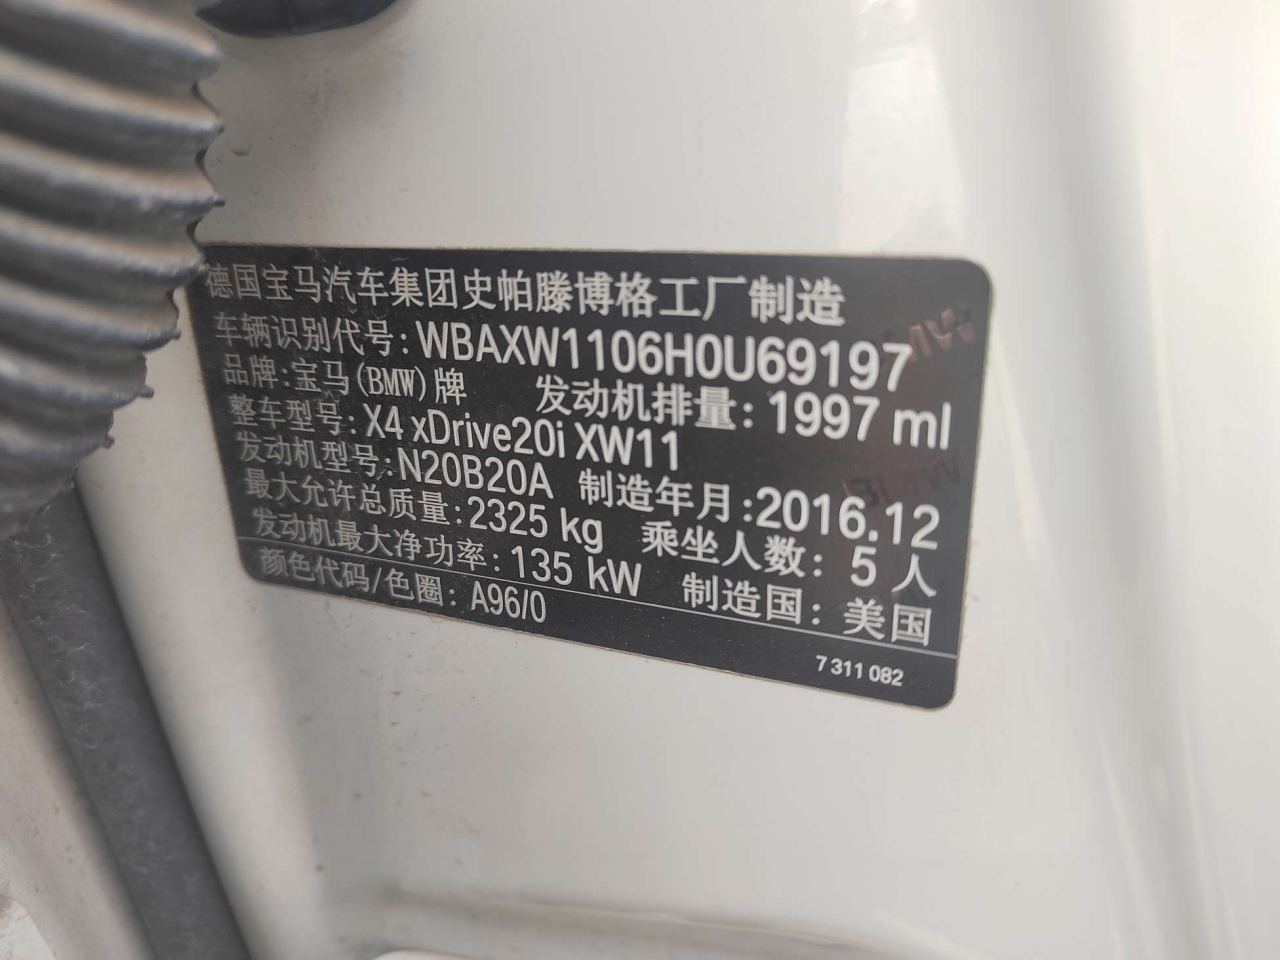 德国宝马汽车集团史帕滕博格工厂制造
车辆识别代号：WBAXW1106H0U69197
品牌：宝马(BMW)牌 发动机排量：1997 ml
整车型号：X4 xDrive20i XW11
发动机型号：N20B20A 制造年月：2016.12
最大允许总质量：2325 kg 乘坐人数：5 人
发动机最大净功率：135 kW 制造国：美国
颜色代码/色圈：A96/0
7 311 082